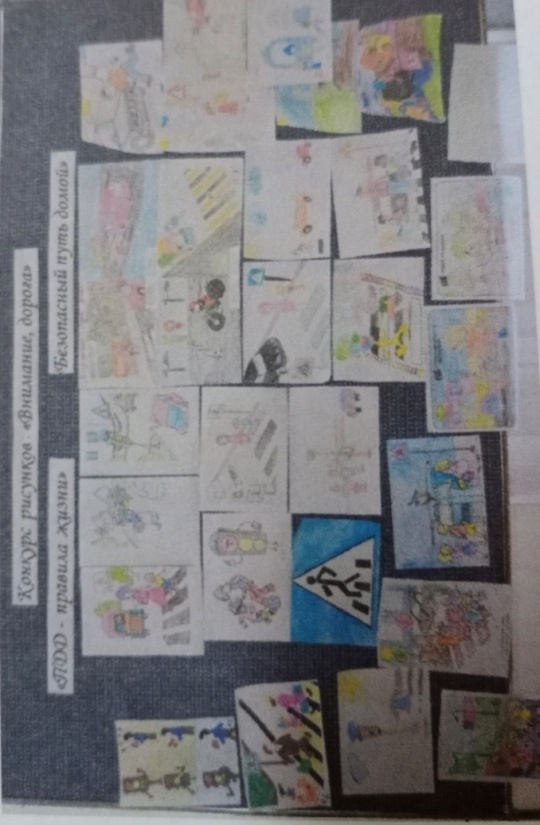 Конкурс рисунков «Внимание, дорога»
«ПДД - правила жизни»
«Безопасный путь домой»